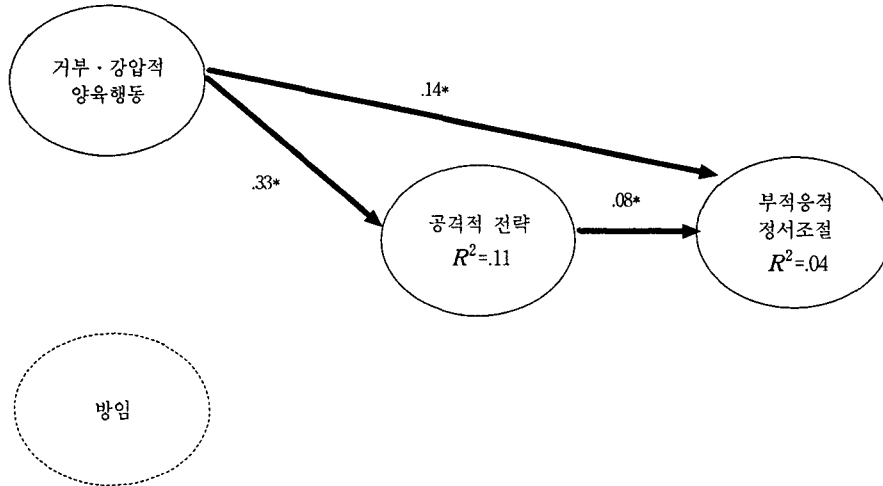 거부·강압적
양육행동
.14*
.33*
공격적 전략
R²=.11
.08*
부적응적
정서조절
R²=.04
방임